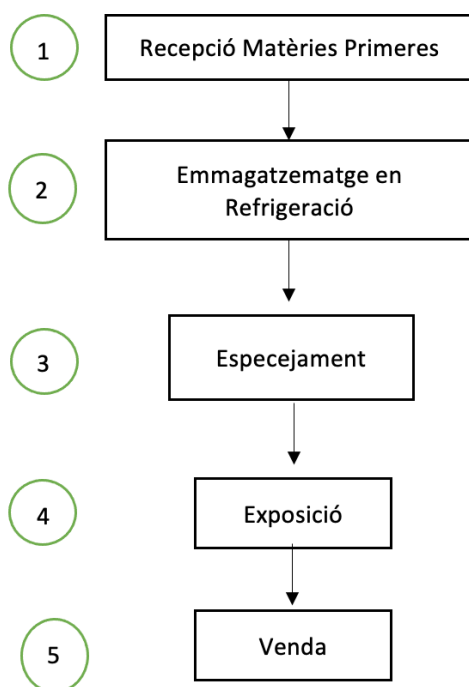 1
Recepció Matèries Primeres
2
Emmagatzematge en
Refrigeració
3
Especejament
4
Exposició
5
Venda